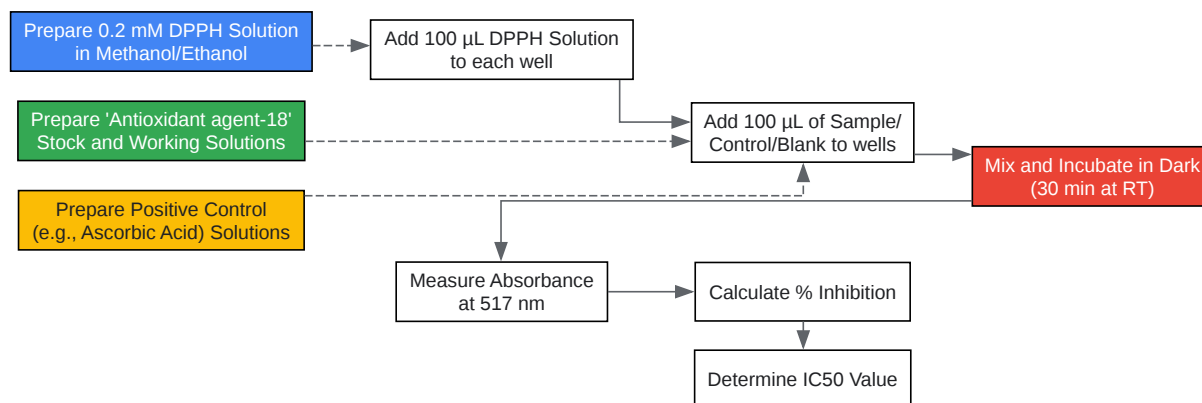 Prepare 0.2 mM DPPH Solution
in Methanol/Ethanol
Add 100 µL DPPH Solution
to each well
Prepare 'Antioxidant agent-18'
Stock and Working Solutions
Add 100 µL of Sample/
Control/Blank to wells
Mix and Incubate in Dark
(30 min at RT)
Prepare Positive Control
(e.g., Ascorbic Acid) Solutions
Measure Absorbance
at 517 nm
Calculate % Inhibition
Determine IC50 Value